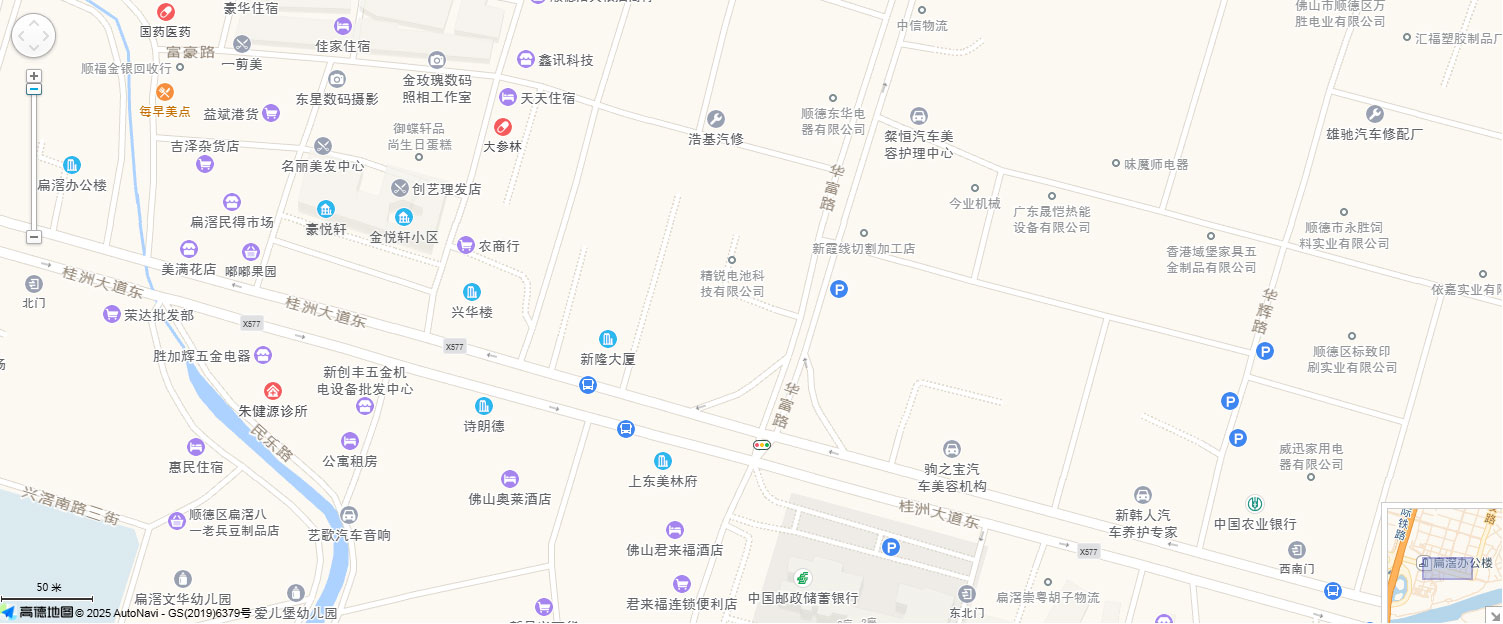 豪华住宿
国药医药
佳家住宿
富豪路
一剪美
顺福金银回收行
鑫讯科技
金玫瑰数码
照相工作室
东星数码摄影
天天住宿
每早美点
益斌港货
御蝶轩品
尚生日蛋糕
大参林
吉泽杂货店
名丽美发中心
扁滘办公楼
创艺理发店
扁滘民得市场
豪悦轩
金悦轩小区
农商行
美满花店
嘟嘟果园
北门
桂洲大道东
荣达批发部
桂洲大道东
X577
X577
兴华楼
胜加辉五金电器
新创丰五金机
电设备批发中心
朱健源诊所
诗朗德
新隆大厦
民乐路
惠民住宿
公寓租房
佛山奥莱酒店
上东美林府
兴滘南路三街
顺德区扁滘八
一老兵豆制品店
艺歌汽车音响
佛山君来福酒店
扁滘文华幼儿园
爱儿堡幼儿园
君来福连锁便利店
中国邮政储蓄银行
中信物流
佛山市顺德区万
胜电业有限公司
汇福塑胶制品厂
浩基汽修
顺德东华电
器有限公司
粲恒汽车美
容护理中心
雄驰汽车修配厂
味魔师电器
华富路
今业机械
广东晟恺热能
设备有限公司
新霞线切割加工店
顺德市永胜饲
料实业有限公司
香港域堡家具五
金制品有限公司
精锐电池科
技有限公司
P
依嘉实业有限
华辉路
P
顺德区标致印
刷实业有限公司
华富路
P
P
威迅家用电
器有限公司
驹之宝汽
车美容机构
桂洲大道东
新韩人汽
车养护专家
中国农业银行
X577
西南门
P
东北门
扁滘崇粤胡子物流
扁滘办公楼
际铁路
路
50 米
高德地图 © 2025 AutoNavi - GS(2019)6379号